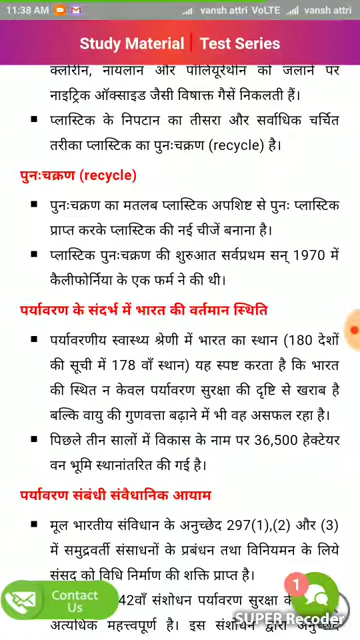 11:38 AM vansh attri VoLTE vansh attri
Study Material | Test Series
क्लोरीन, नायलान और पॉलियूरेथीन को जलाने पर
नाइट्रिक ऑक्साइड जैसी विषाक्त गैसें निकलती हैं।
▪ प्लास्टिक के निपटान का तीसरा और सर्वाधिक चर्चित
तरीका प्लास्टिक का पुनःचक्रण (recycle) है।
पुनःचक्रण (recycle)
▪ पुनःचक्रण का मतलब प्लास्टिक अपशिष्ट से पुनः प्लास्टिक
प्राप्त करके प्लास्टिक की नई चीजें बनाना है।
▪ प्लास्टिक पुनःचक्रण की शुरुआत सर्वप्रथम सन् 1970 में
कैलीफोर्निया के एक फर्म ने की थी।
पर्यावरण के संदर्भ में भारत की वर्तमान स्थिति
▪ पर्यावरणीय स्वास्थ्य श्रेणी में भारत का स्थान (180 देशों
की सूची में 178 वाँ स्थान) यह स्पष्ट करता है कि भारत
की स्थित न केवल पर्यावरण सुरक्षा की दृष्टि से खराब है
बल्कि वायु की गुणवत्ता बढ़ाने में भी वह असफल रहा है।
▪ पिछले तीन सालों में विकास के नाम पर 36,500 हेक्टेयर
वन भूमि स्थानांतरित की गई है।
पर्यावरण संबंधी संवैधानिक आयाम
▪ मूल भारतीय संविधान के अनुच्छेद 297(1),(2) और (3)
में समुद्रवर्ती संसाधनों के प्रबंधन तथा विनियमन के लिये
संसद को विधि निर्माण की शक्ति प्राप्त है।
42वाँ संशोधन पर्यावरण सुरक्षा के
अत्यधिक महत्त्वपूर्ण है। इस संशोधन द्वारा अनुच्छेद
Contact
Us
1
SUPER Recorder